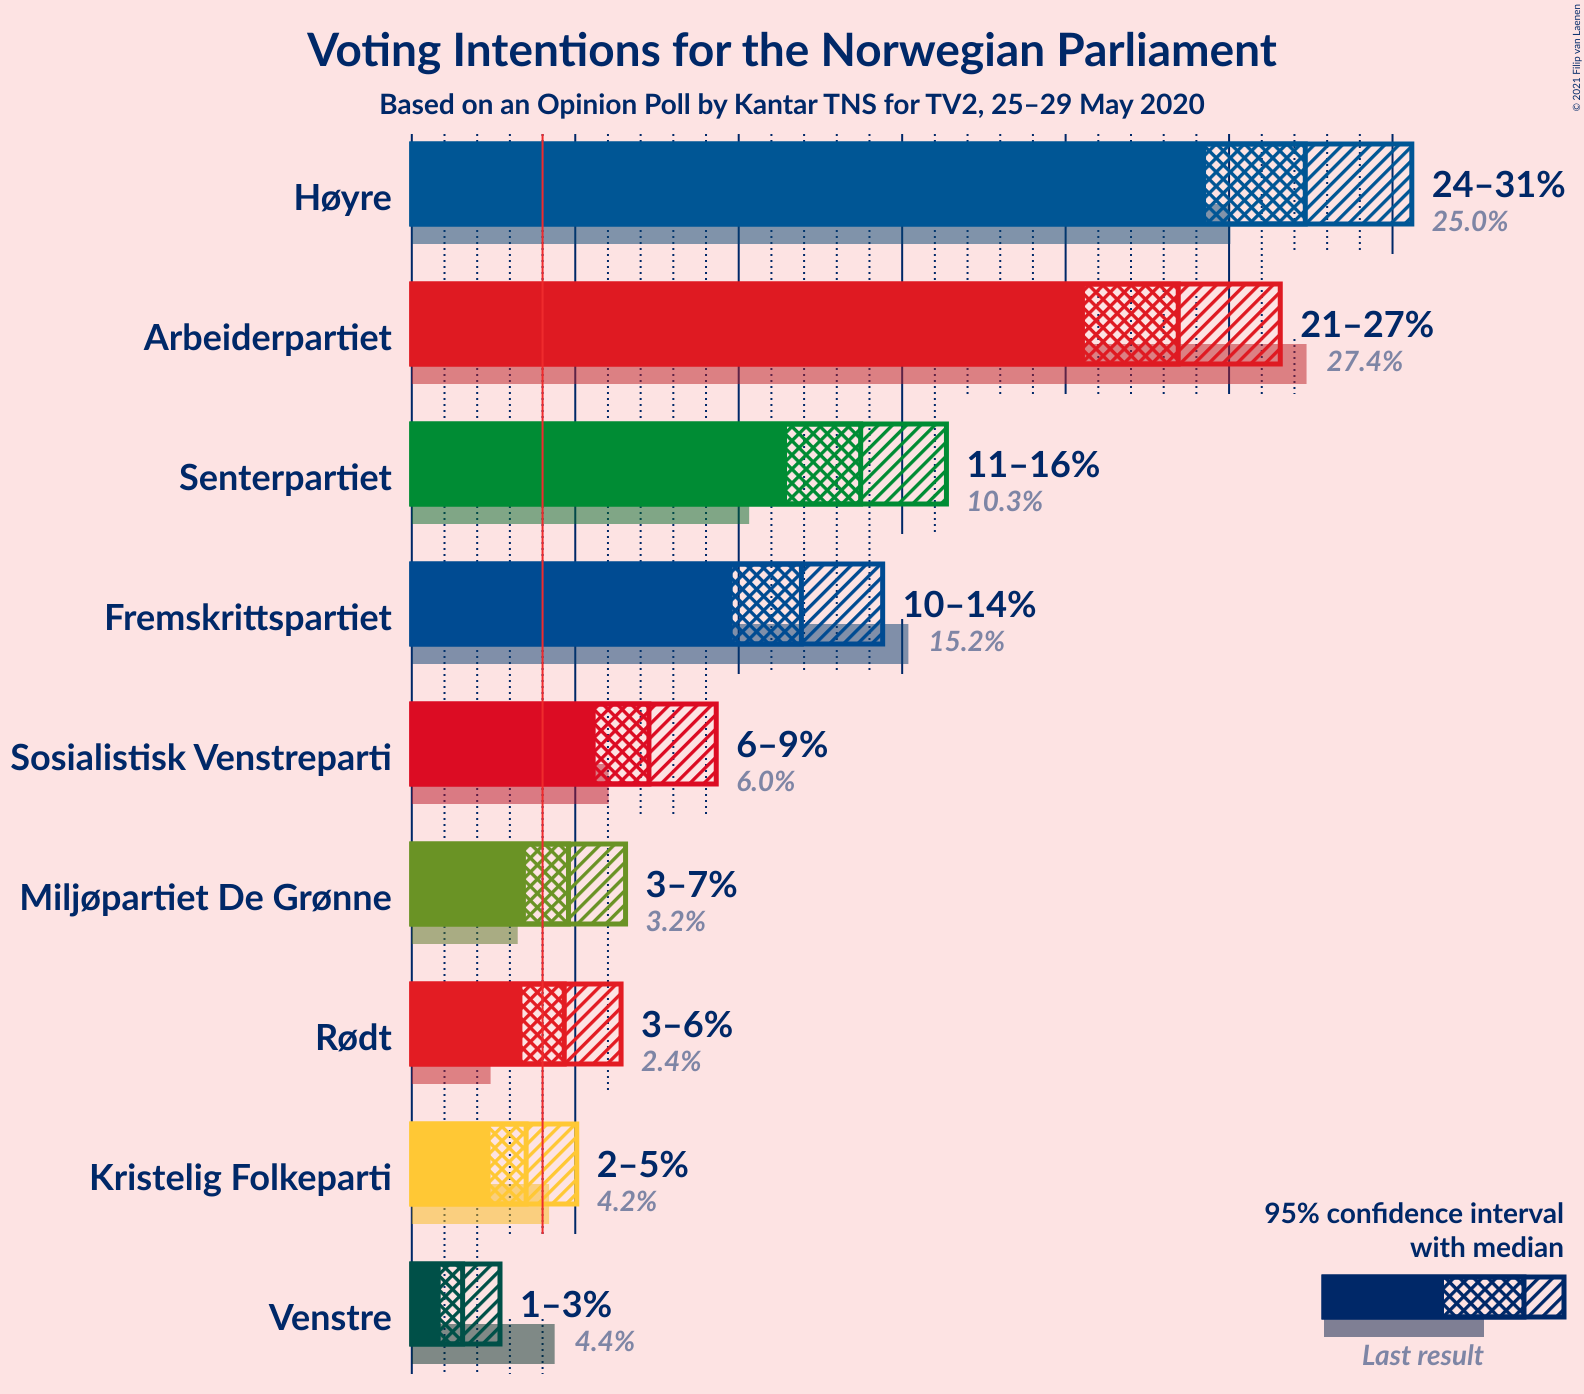 Voting Intentions for the Norwegian Parliament
Based on an Opinion Poll by Kantar TNS for TV2, 25–29 May 2020
© 2021 Filip van Laenen
Høyre
24–31%
25.0%
Arbeiderpartiet
21–27%
27.4%
Senterpartiet
11–16%
10.3%
Fremskrittspartiet
10–14%
15.2%
Sosialistisk Venstreparti
6–9%
6.0%
Miljøpartiet De Grønne
3–7%
3.2%
Rødt
3–6%
2.4%
Kristelig Folkeparti
2–5%
4.2%
Venstre
1–3%
4.4%
95% confidence interval
with median
Last result